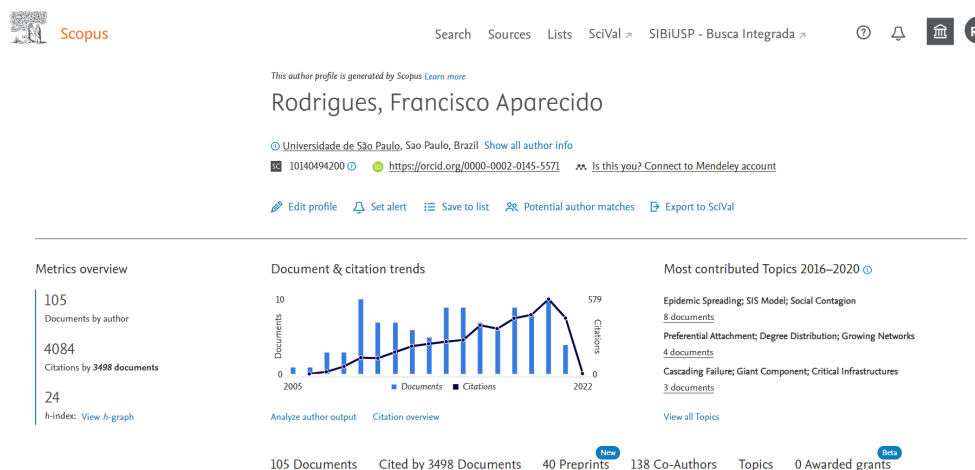 Scopus
Search Sources Lists SciVal SIBiUSP - Busca Integrada
This author profile is generated by Scopus Learn more
Rodrigues, Francisco Aparecido
Universidade de São Paulo, Sao Paulo, Brazil Show all author info
SC 10140494200 iD https://orcid.org/0000-0002-0145-5571 Is this you? Connect to Mendeley account
Edit profile Set alert Save to list Potential author matches Export to SciVal
Metrics overview
105
Documents by author
4084
Citations by 3498 documents
24
h-index: View h-graph
Document & citation trends
10 579
Documents
Citations
0 0
2005 Documents Citations 2022
Analyze author output Citation overview
Most contributed Topics 2016–2020
Epidemic Spreading; SIS Model; Social Contagion
8 documents
Preferential Attachment; Degree Distribution; Growing Networks
4 documents
Cascading Failure; Giant Component; Critical Infrastructures
3 documents
View all Topics
New Beta
105 Documents Cited by 3498 Documents 40 Preprints 138 Co-Authors Topics 0 Awarded grants